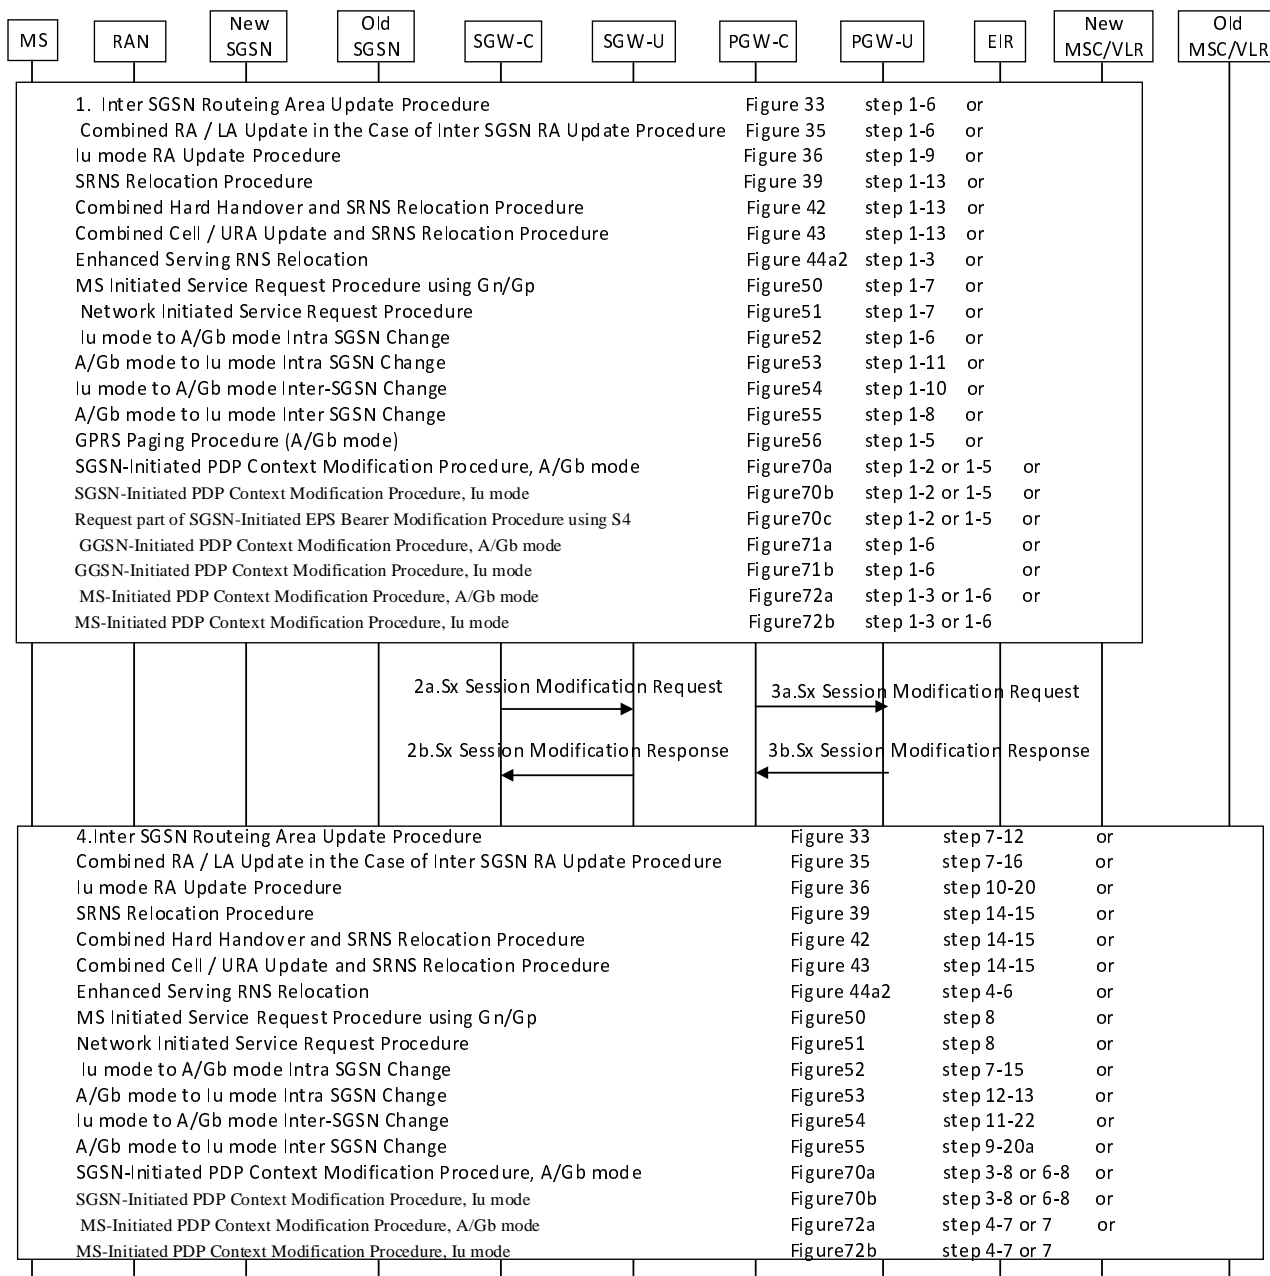 MS RAN New SGSN Old SGSN SGW-C SGW-U PGW-C PGW-U EIR New MSC/VLR Old MSC/VLR
1. Inter SGSN Routeing Area Update Procedure Figure 33 step 1-6 or
Combined RA / LA Update in the Case of Inter SGSN RA Update Procedure Figure 35 step 1-6 or
Iu mode RA Update Procedure Figure 36 step 1-9 or
SRNS Relocation Procedure Figure 39 step 1-13 or
Combined Hard Handover and SRNS Relocation Procedure Figure 42 step 1-13 or
Combined Cell / URA Update and SRNS Relocation Procedure Figure 43 step 1-13 or
Enhanced Serving RNS Relocation Figure 44a2 step 1-3 or
MS Initiated Service Request Procedure using Gn/Gp Figure50 step 1-7 or
Network Initiated Service Request Procedure Figure51 step 1-7 or
Iu mode to A/Gb mode Intra SGSN Change Figure52 step 1-6 or
A/Gb mode to Iu mode Intra SGSN Change Figure53 step 1-11 or
Iu mode to A/Gb mode Inter-SGSN Change Figure54 step 1-10 or
A/Gb mode to Iu mode Inter SGSN Change Figure55 step 1-8 or
GPRS Paging Procedure (A/Gb mode) Figure56 step 1-5 or
SGSN-Initiated PDP Context Modification Procedure, A/Gb mode Figure70a step 1-2 or 1-5 or
SGSN-Initiated PDP Context Modification Procedure, Iu mode Figure70b step 1-2 or 1-5 or
Request part of SGSN-Initiated EPS Bearer Modification Procedure using S4 Figure70c step 1-2 or 1-5 or
GGSN-Initiated PDP Context Modification Procedure, A/Gb mode Figure71a step 1-6 or
GGSN-Initiated PDP Context Modification Procedure, Iu mode Figure71b step 1-6 or
MS-Initiated PDP Context Modification Procedure, A/Gb mode Figure72a step 1-3 or 1-6 or
MS-Initiated PDP Context Modification Procedure, Iu mode Figure72b step 1-3 or 1-6
2a.Sx Session Modification Request 3a.Sx Session Modification Request
2b.Sx Session Modification Response 3b.Sx Session Modification Response
4.Inter SGSN Routeing Area Update Procedure Figure 33 step 7-12 or
Combined RA / LA Update in the Case of Inter SGSN RA Update Procedure Figure 35 step 7-16 or
Iu mode RA Update Procedure Figure 36 step 10-20 or
SRNS Relocation Procedure Figure 39 step 14-15 or
Combined Hard Handover and SRNS Relocation Procedure Figure 42 step 14-15 or
Combined Cell / URA Update and SRNS Relocation Procedure Figure 43 step 14-15 or
Enhanced Serving RNS Relocation Figure 44a2 step 4-6 or
MS Initiated Service Request Procedure using Gn/Gp Figure50 step 8 or
Network Initiated Service Request Procedure Figure51 step 8 or
Iu mode to A/Gb mode Intra SGSN Change Figure52 step 7-15 or
A/Gb mode to Iu mode Intra SGSN Change Figure53 step 12-13 or
Iu mode to A/Gb mode Inter-SGSN Change Figure54 step 11-22 or
A/Gb mode to Iu mode Inter SGSN Change Figure55 step 9-20a or
SGSN-Initiated PDP Context Modification Procedure, A/Gb mode Figure70a step 3-8 or 6-8 or
SGSN-Initiated PDP Context Modification Procedure, Iu mode Figure70b step 3-8 or 6-8 or
MS-Initiated PDP Context Modification Procedure, A/Gb mode Figure72a step 4-7 or 7 or
MS-Initiated PDP Context Modification Procedure, Iu mode Figure72b step 4-7 or 7